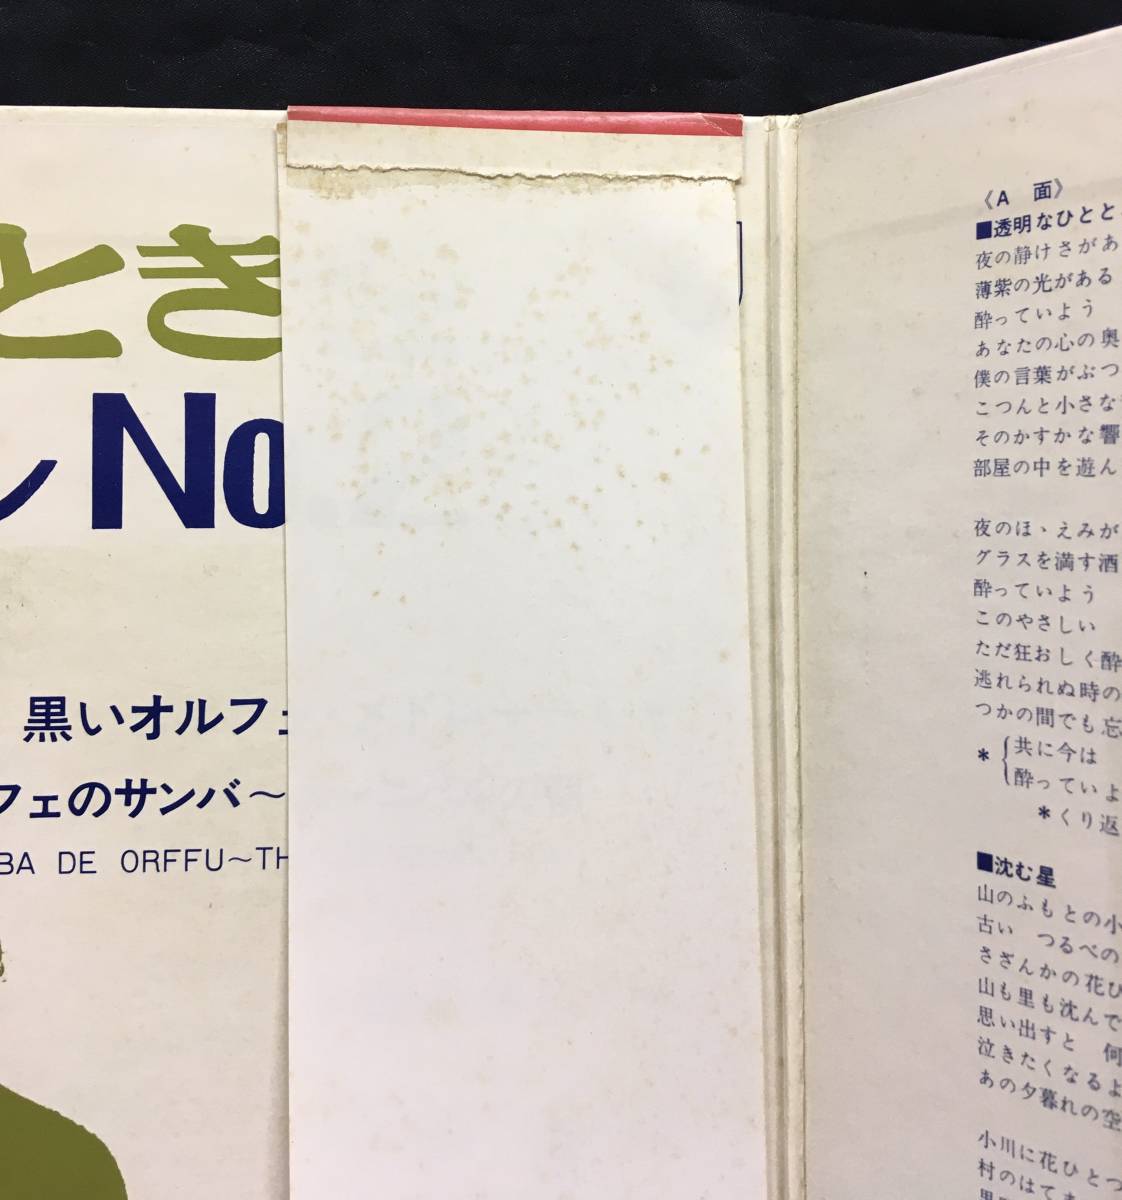 とき
No
黒いオルフェ
フェのサンバ～
BA DE ORFFU～TH
《A 面》
■透明なひとと
夜の静けさがあ
薄紫の光がある
酔っていよう
あなたの心の奥
僕の言葉がぶつ
こつんと小さな
そのかすかな響
部屋の中を遊ん
夜のほゝえみが
グラスを満す酒
酔っていよう
このやさしい
ただ狂おしく酔
逃れられぬ時の
つかの間でも忘
* {共に今は
酔っていよ
*くり返
■沈む星
山のふもとの小
古い つるべの
さざんかの花ひ
山も里も沈んで
思い出すと 何
泣きたくなるよ
あの夕暮れの空
小川に花ひとつ
村のはて